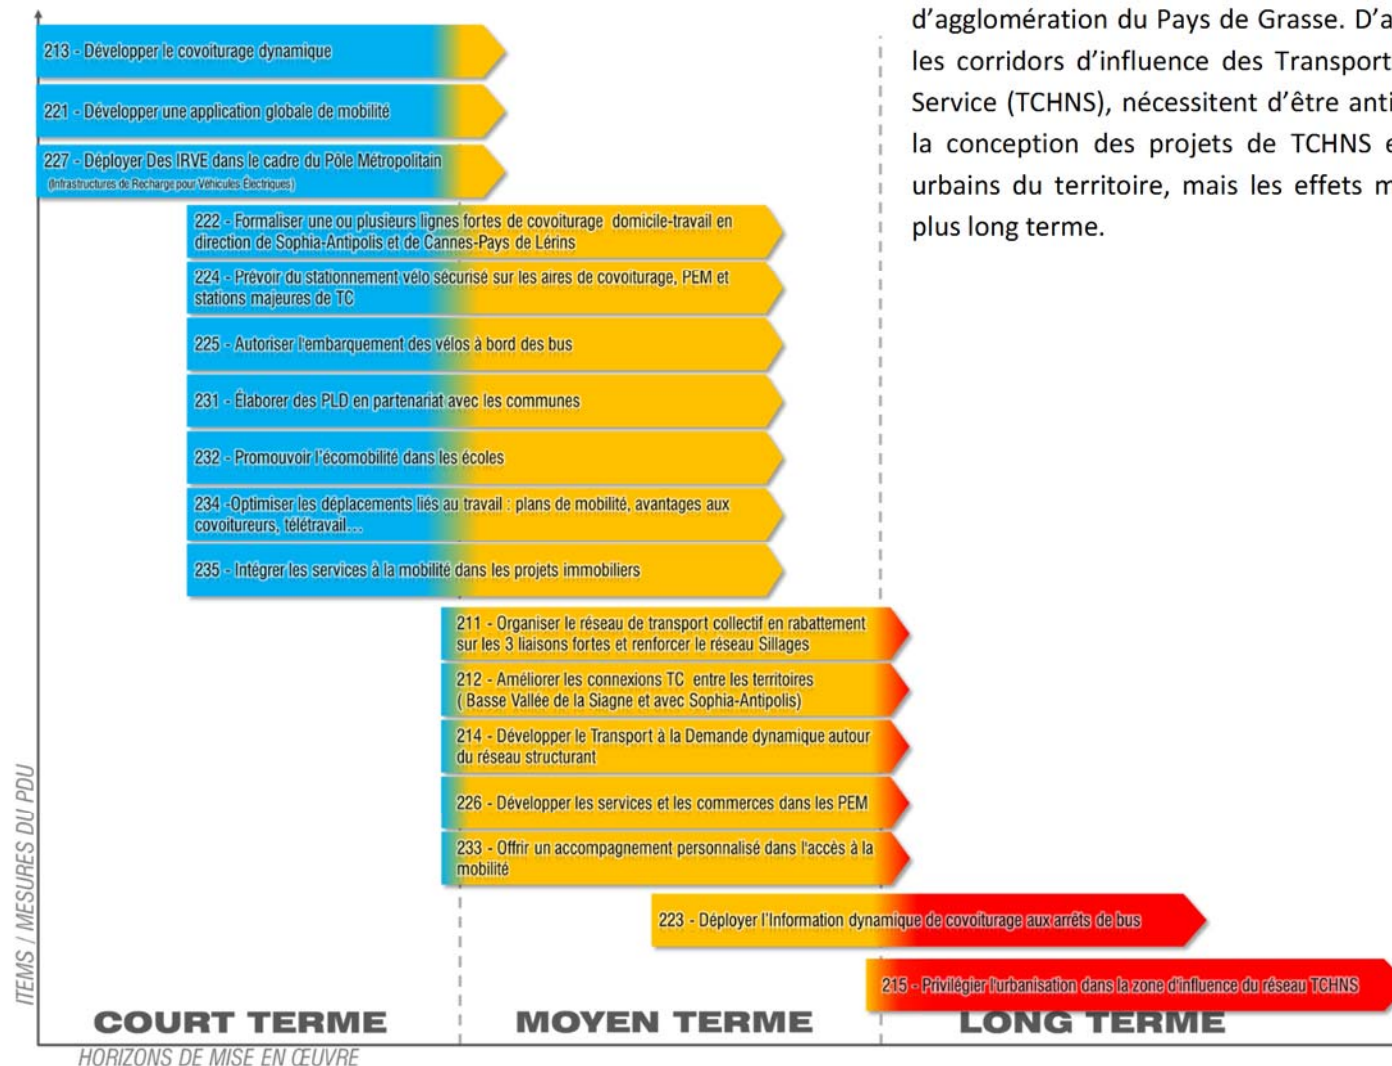 213 - Développer le covoiturage dynamique
221 - Développer une application globale de mobilité
227 - Déployer Des IRVE dans le cadre du Pôle Métropolitain
(Infrastructures de Recharge pour Véhicules Électriques)
222 - Formaliser une ou plusieurs lignes fortes de covoiturage domicile-travail en
direction de Sophia-Antipolis et de Cannes-Pays de Lérins
224 - Prévoir du stationnement vélo sécurisé sur les aires de covoiturage, PEM et
stations majeures de TC
225 - Autoriser l'embarquement des vélos à bord des bus
231 - Élaborer des PLD en partenariat avec les communes
232 - Promouvoir l'écomobilité dans les écoles
234 -Optimiser les déplacements liés au travail : plans de mobilité, avantages aux
covoitureurs, télétravail...
235 - Intégrer les services à la mobilité dans les projets immobiliers
211 - Organiser le réseau de transport collectif en rabattement
sur les 3 liaisons fortes et renforcer le réseau Sillages
212 - Améliorer les connexions TC entre les territoires
( Basse Vallée de la Siagne et avec Sophia-Antipolis)
214 - Développer le Transport à la Demande dynamique autour
du réseau structurant
226 - Développer les services et les commerces dans les PEM
233 - Offrir un accompagnement personnalisé dans l'accès à la
mobilité
223 - Déployer l'Information dynamique de covoiturage aux arrêts de bus
215 - Privilégier l'urbanisation dans la zone d'influence du réseau TCHNS
ITEMS / MESURES DU PDU
COURT TERME
MOYEN TERME
LONG TERME
HORIZONS DE MISE EN ŒUVRE
d'agglomération du Pays de Grasse. D'a
les corridors d'influence des Transport
Service (TCHNS), nécessitent d'être anti
la conception des projets de TCHNS e
urbains du territoire, mais les effets m
plus long terme.